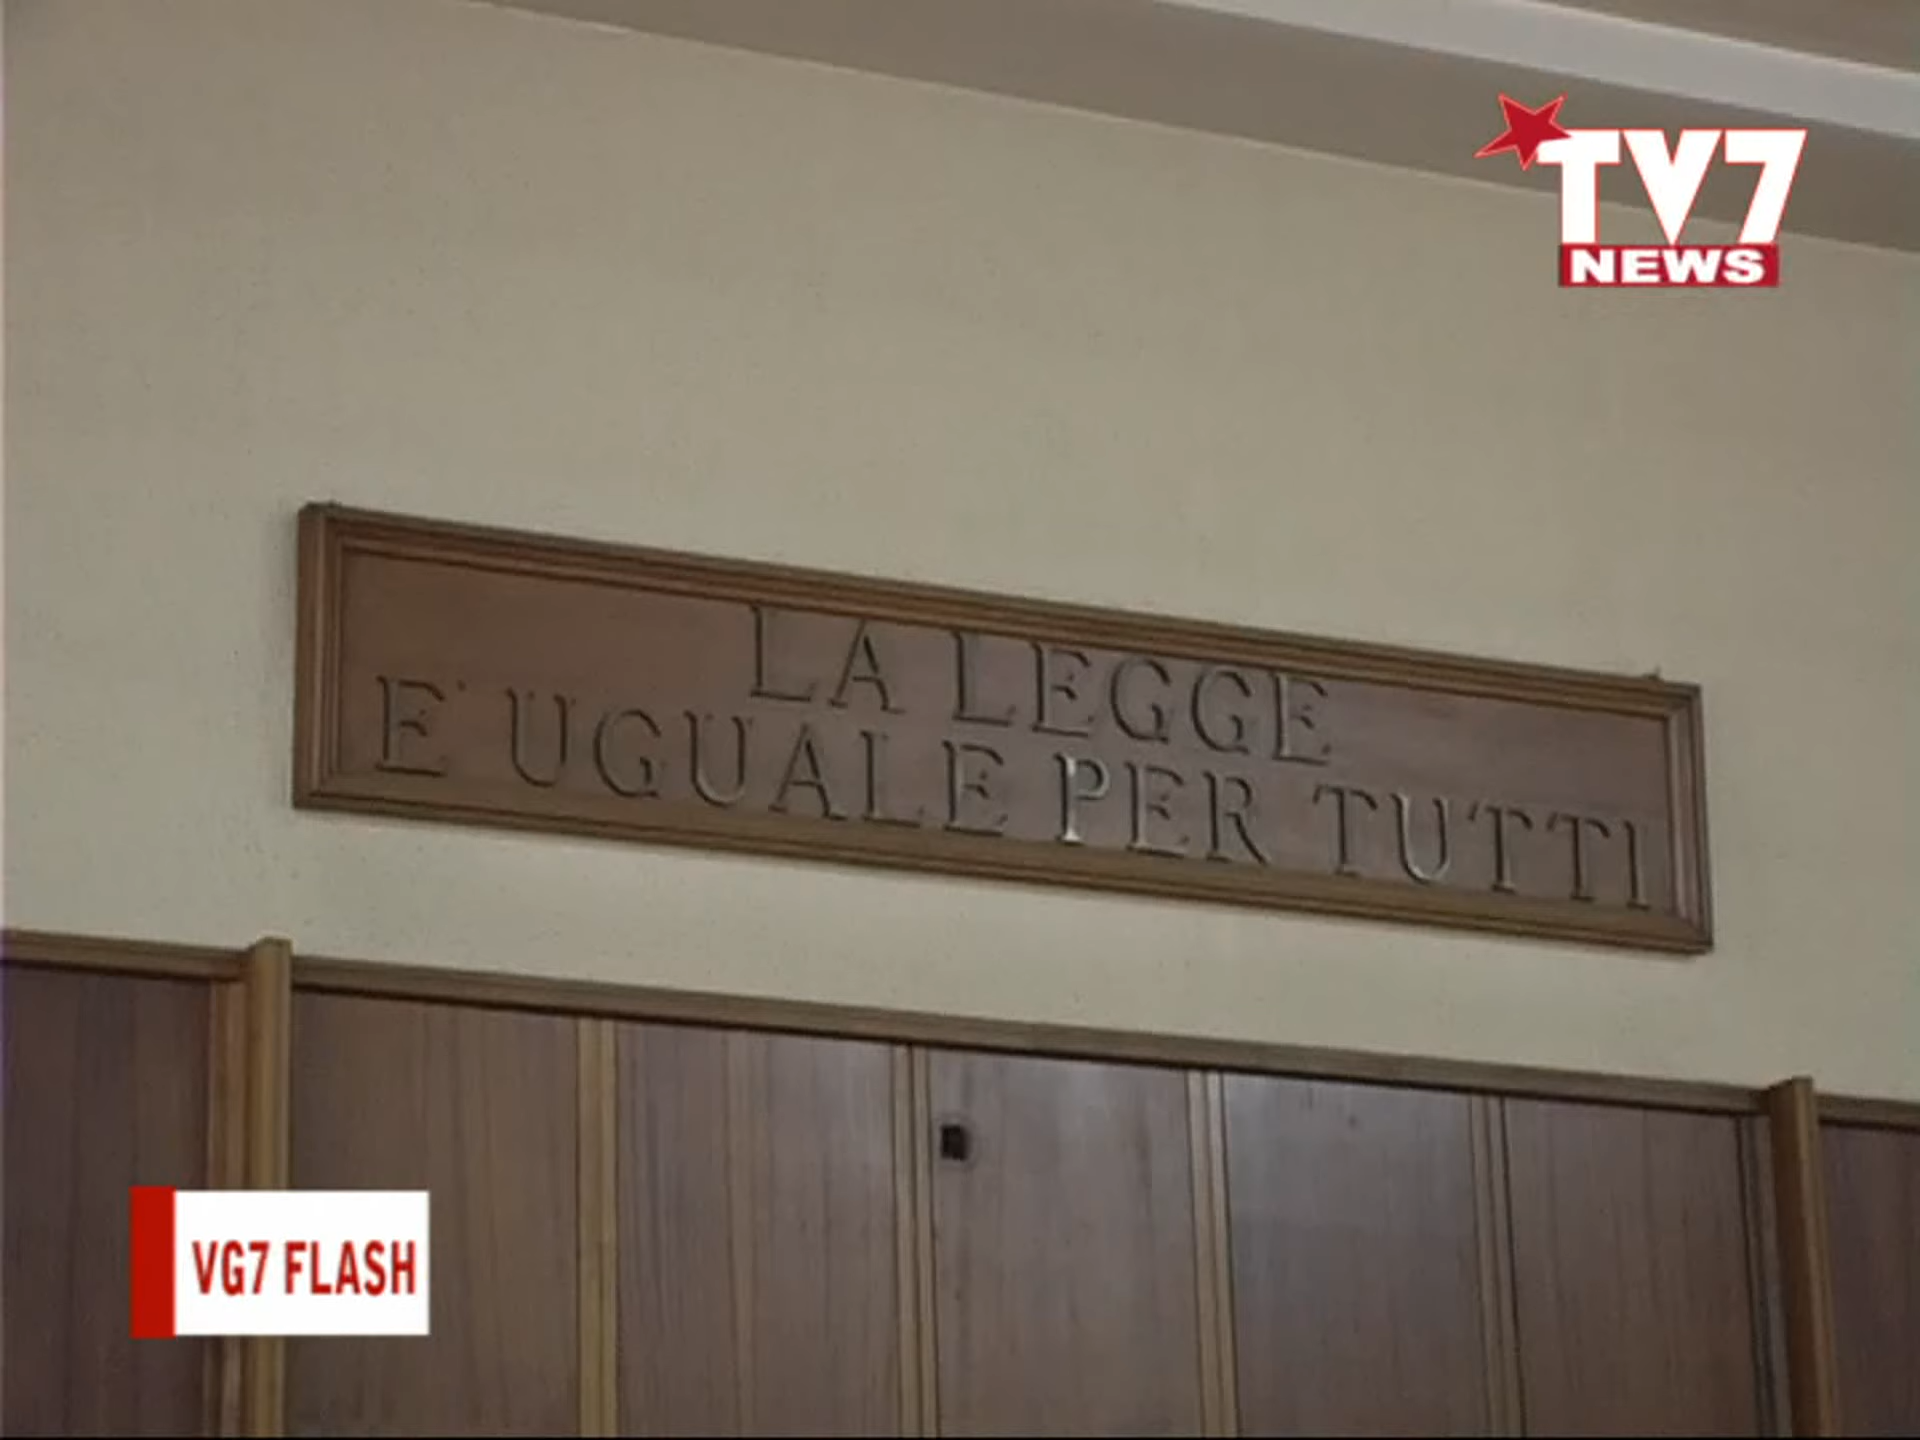 TV7
NEWS
LA LEGGE
E' UGUALE PER TUTTI
VG7 FLASH